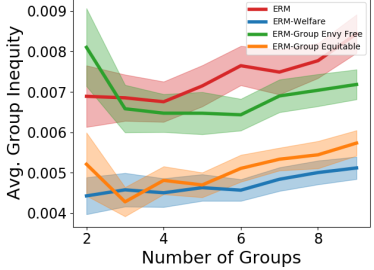 0.009
0.008
0.007
0.006
0.005
0.004
Avg. Group Inequity
ERM
ERM-Welfare
ERM-Group Envy Free
ERM-Group Equitable
2 4 6 8
Number of Groups